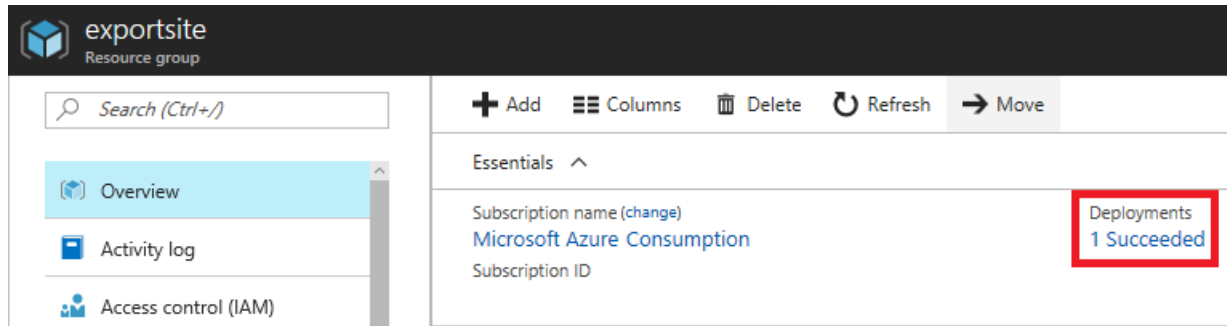 exportsite
Resource group
Search (Ctrl+/)
Overview
Activity log
Access control (IAM)
Add Columns Delete Refresh Move
Essentials
Subscription name (change)
Microsoft Azure Consumption
Subscription ID
Deployments
1 Succeeded